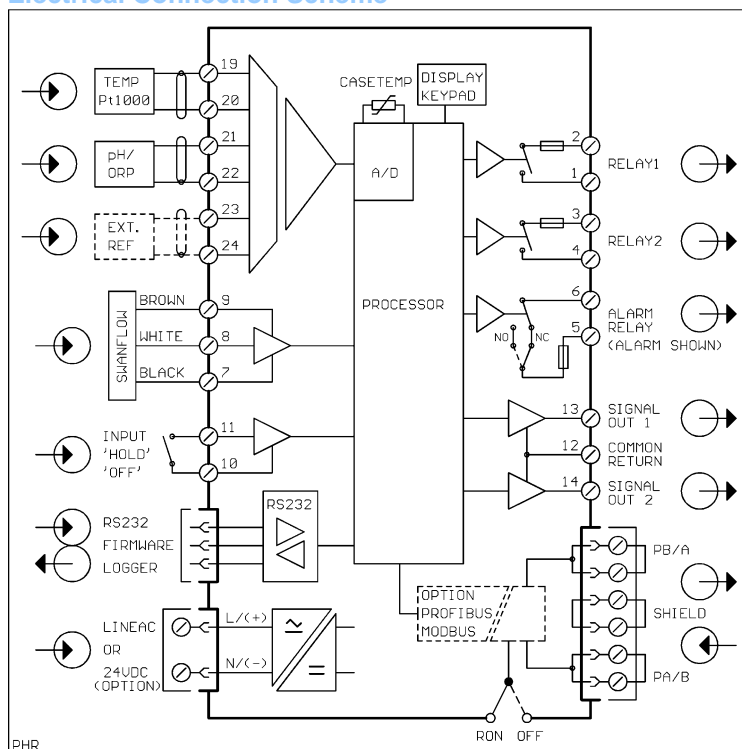 Electrical Connection Scheme
TEMP
Pt1000
19
20
pH/
ORP
21
22
EXT.
REF
23
24
SWANFLOW
BROWN
9
WHITE
8
BLACK
7
INPUT
'HOLD'
'OFF'
11
10
RS232
FIRMWARE
LOGGER
RS232
LINEAC
OR
24VDC
(OPTION)
L/(+)
N/(-)
CASETEMP
DISPLAY
KEYPAD
A/D
PROCESSOR
2
1
RELAY1
3
4
RELAY2
6
5
ALARM
RELAY
(ALARM SHOWN)
NO
NC
13
SIGNAL
OUT 1
12
COMMON
RETURN
14
SIGNAL
OUT 2
OPTION
PROFIBUS
MODBUS
PB/A
SHIELD
PA/B
RON OFF
PHR